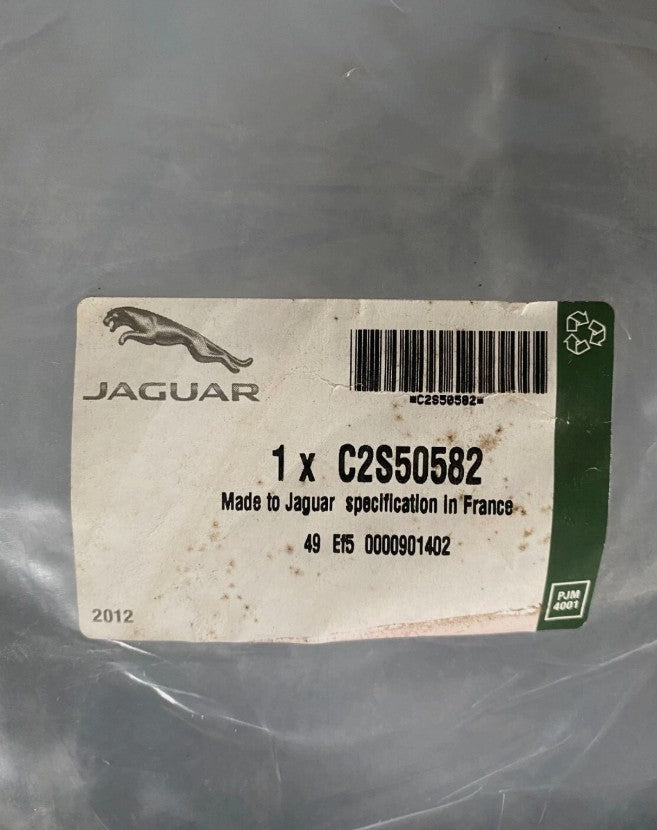 JAGUAR
*C2S50582*
1 x C2S50582
Made to Jaguar specification in France
49 Ef5 0000901402
2012
PJM
4001